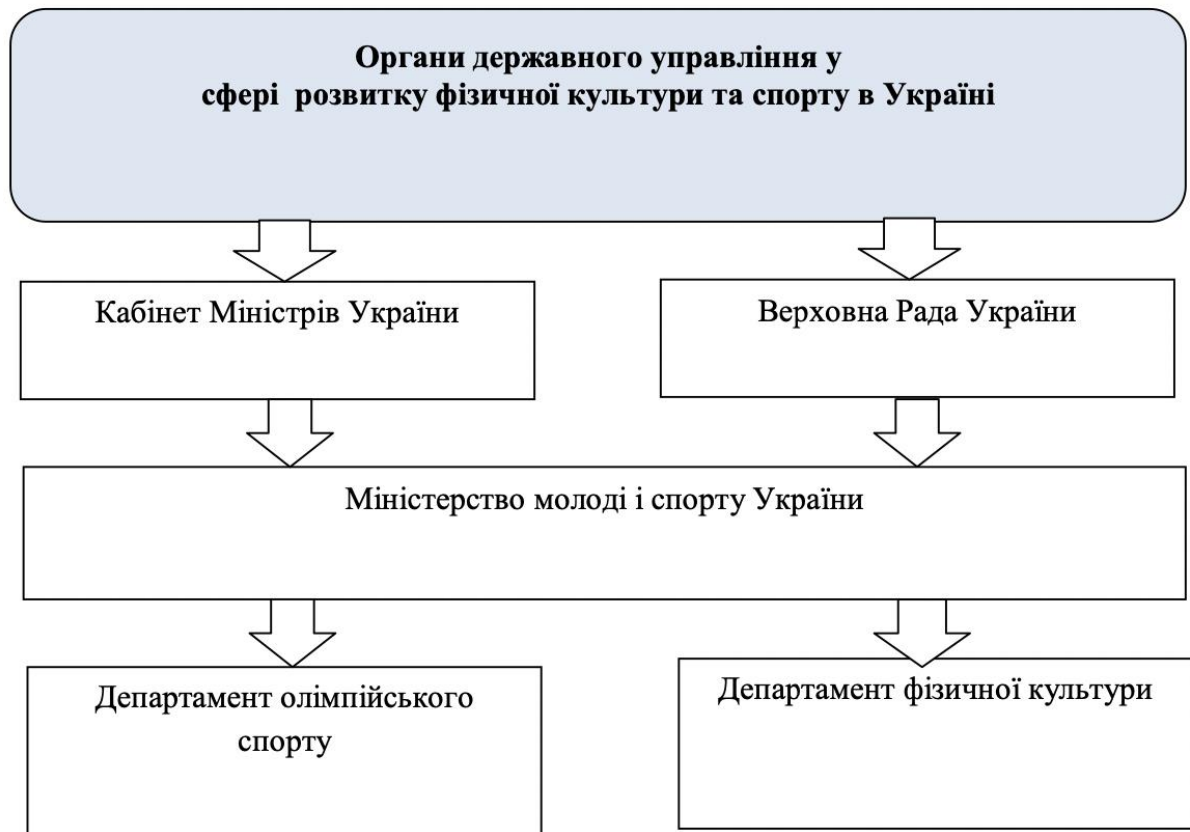 Органи державного управління у
сфері розвитку фізичної культури та спорту в Україні
Кабінет Міністрів України
Верховна Рада України
Міністерство молоді і спорту України
Департамент олімпійського
спорту
Департамент фізичної культури